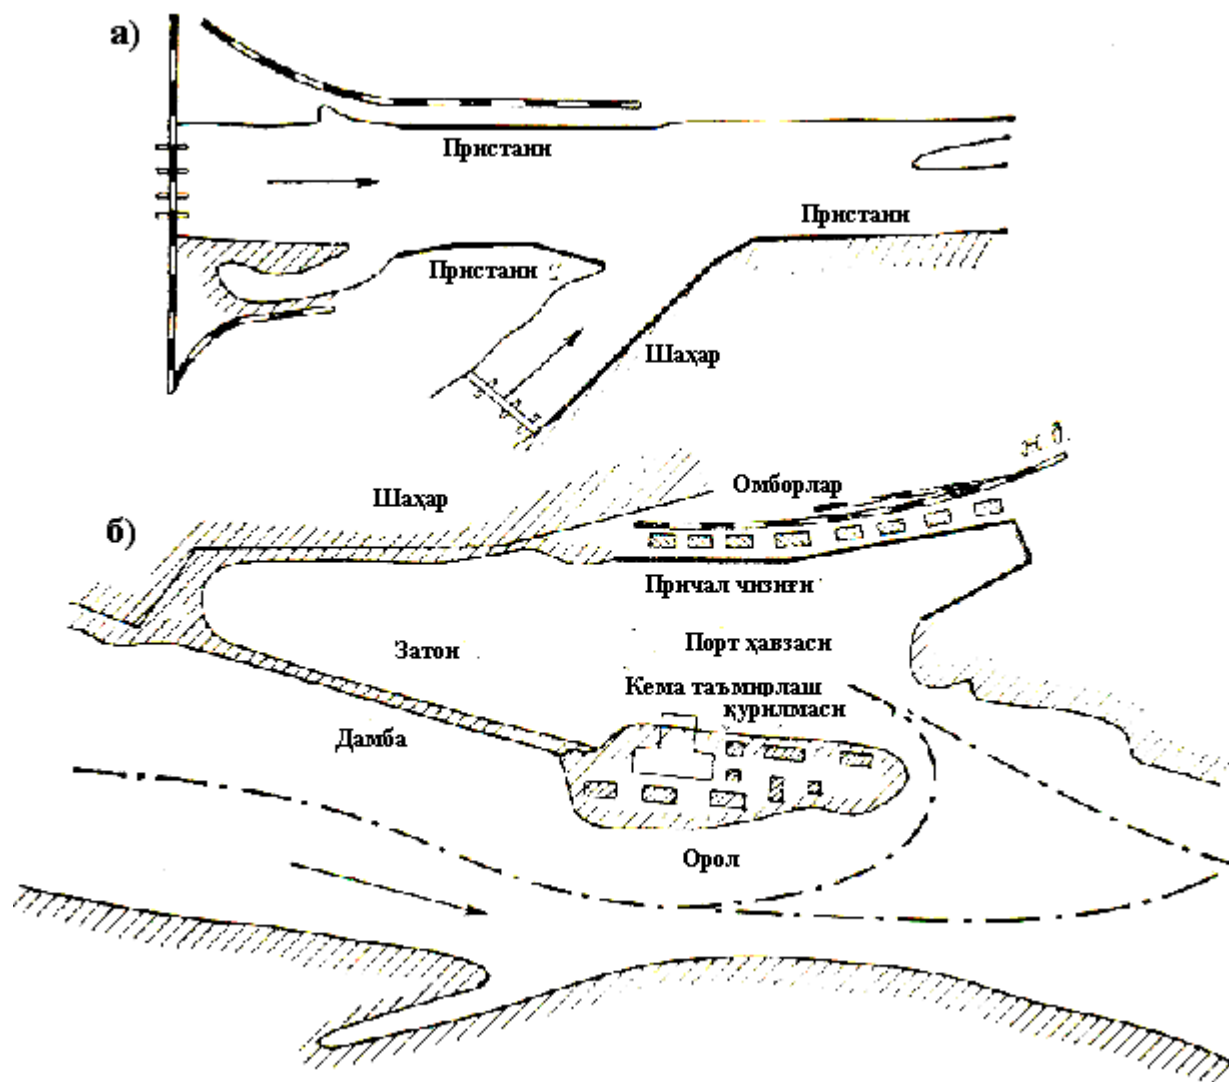 а)
Пристани
Пристани
Пристани
Шаҳар
ж.д.
Шаҳар
Омборлар
б)
Причал чизиғи
Затон
Порт ҳавзаси
Кема таъмирлаш
қурилмаси
Дамба
Орол